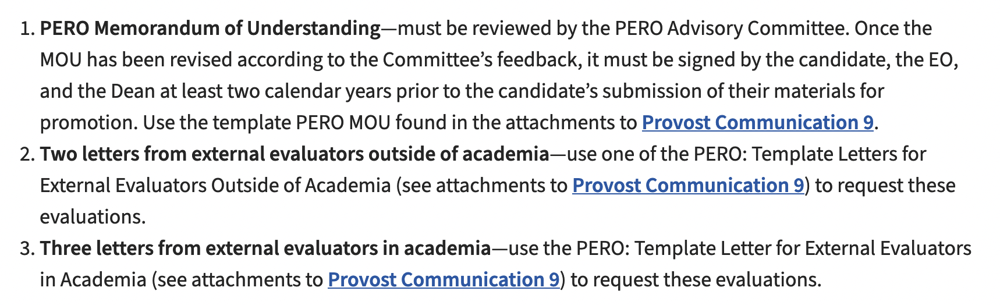 1. PERO Memorandum of Understanding—must be reviewed by the PERO Advisory Committee. Once the
MOU has been revised according to the Committee’s feedback, it must be signed by the candidate, the EO,
and the Dean at least two calendar years prior to the candidate’s submission of their materials for
promotion. Use the template PERO MOU found in the attachments to Provost Communication 9.
2. Two letters from external evaluators outside of academia—use one of the PERO: Template Letters for
External Evaluators Outside of Academia (see attachments to Provost Communication 9) to request these
evaluations.
3. Three letters from external evaluators in academia—use the PERO: Template Letter for External Evaluators
in Academia (see attachments to Provost Communication 9) to request these evaluations.